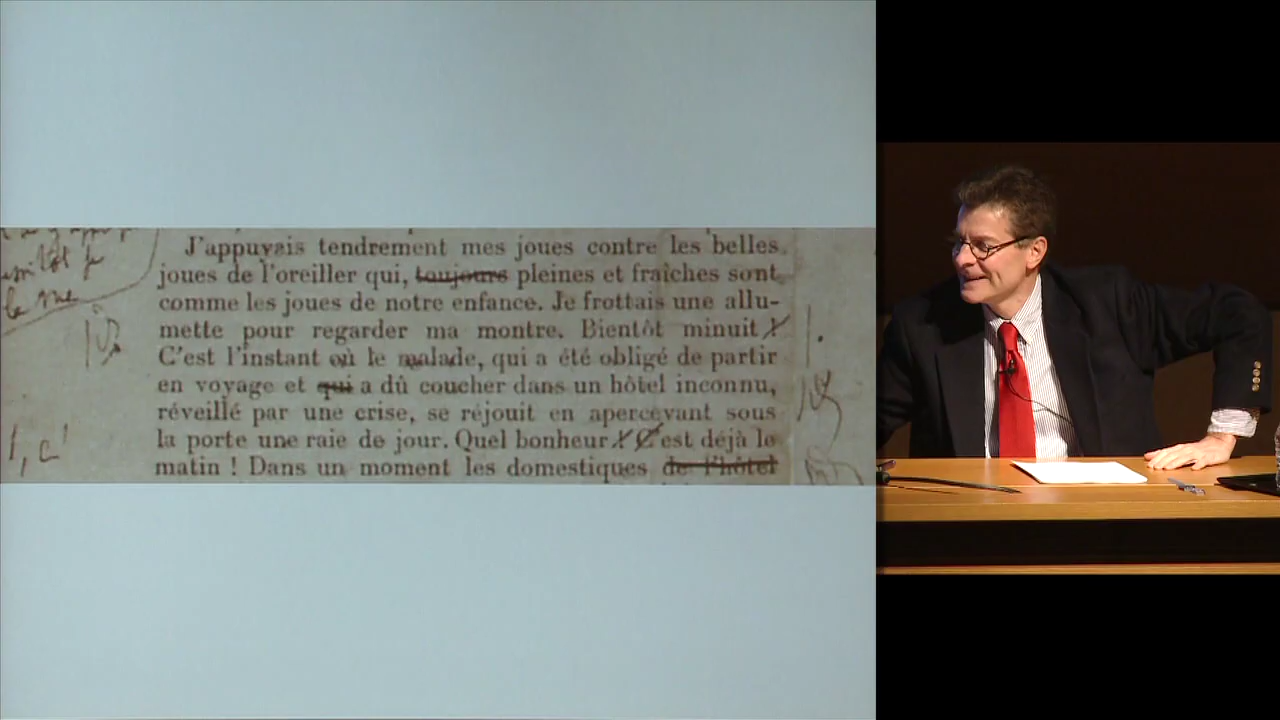 J'appuyais tendrement mes joues contre les belles
joues de l'oreiller qui, toujours pleines et fraîches sont
comme les joues de notre enfance. Je frottais une allu-
mette pour regarder ma montre. Bientôt minuit
C'est l'instant où le malade, qui a été obligé de partir
en voyage et qui a dû coucher dans un hôtel inconnu,
réveillé par une crise, se réjouit en apercevant sous
la porte une raie de jour. Quel bonheur C'est déjà le
matin ! Dans un moment les domestiques de l'hôtel